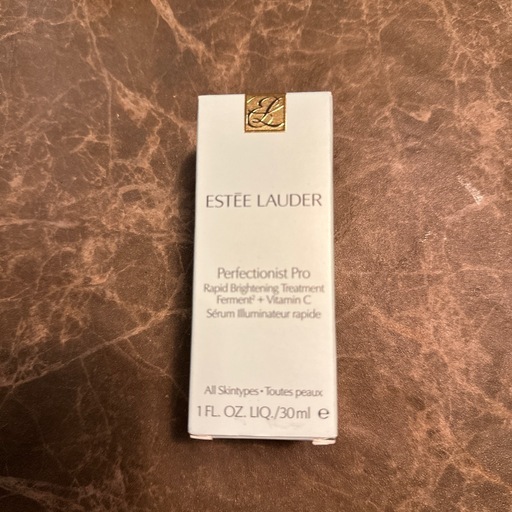 EL
ESTĒE LAUDER
Perfectionist Pro
Rapid Brightening Treatment
Ferment² + Vitamin C
Sérum Illuminateur rapide
All Skintypes • Toutes peaux
1 FL. OZ. LIQ./30 ml ℮